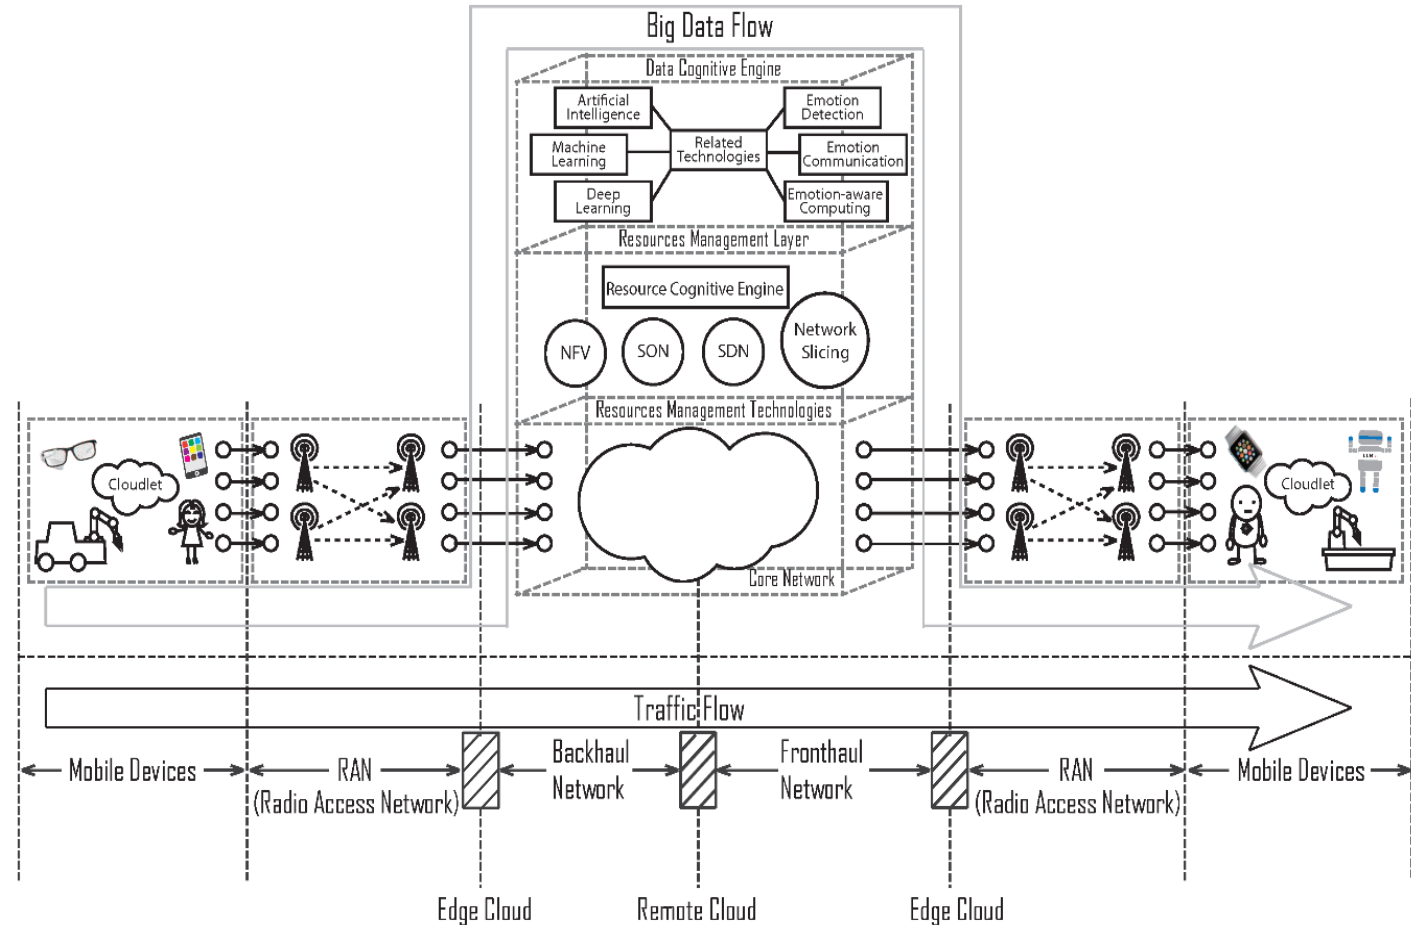 Big Data Flow
Data Cognitive Engine
Artificial
Intelligence
Emotion
Detection
Machine
Learning
Related
Technologies
Emotion
Communication
Deep
Learning
Emotion-aware
Computing
Resources Management Layer
Resource Cognitive Engine
NFV
SON
SDN
Network
Slicing
Resources Management Technologies
Cloudlet
Cloudlet
Core Network
Traffic Flow
Mobile Devices
RAN
(Radio Access Network)
Backhaul
Network
Fronthaul
Network
RAN
(Radio Access Network)
Mobile Devices
Edge Cloud
Remote Cloud
Edge Cloud